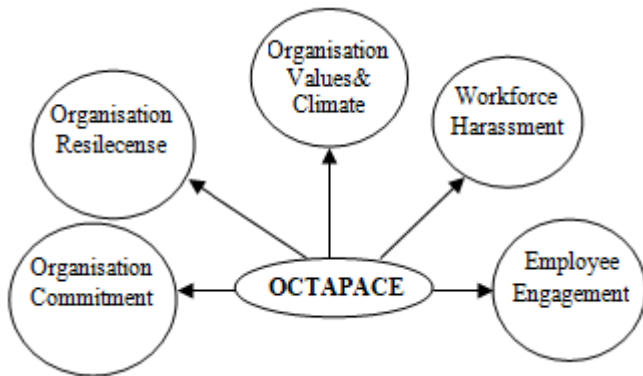 Organisation
Values&
Climate
Organisation
Resilecense
Workforce
Harassment
Organisation
Commitment
OCTAPACE
Employee
Engagement